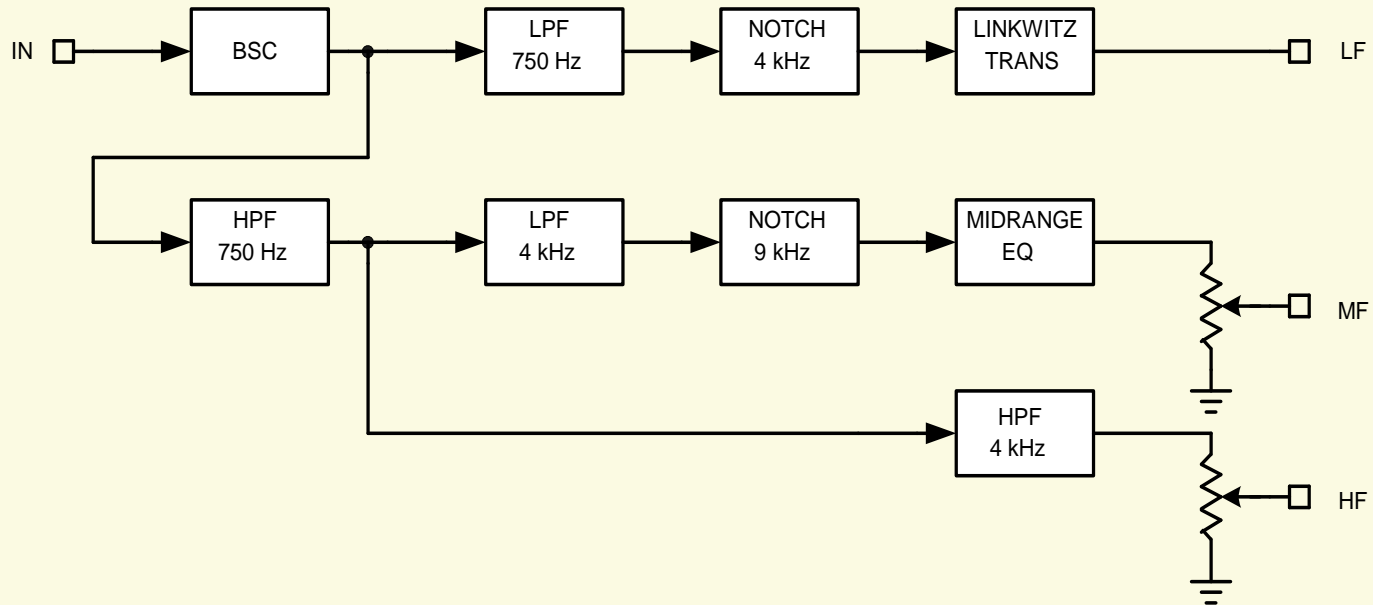 IN
BSC
LPF
750 Hz
NOTCH
4 kHz
LINKWITZ
TRANS
LF
HPF
750 Hz
LPF
4 kHz
NOTCH
9 kHz
MIDRANGE
EQ
MF
HPF
4 kHz
HF